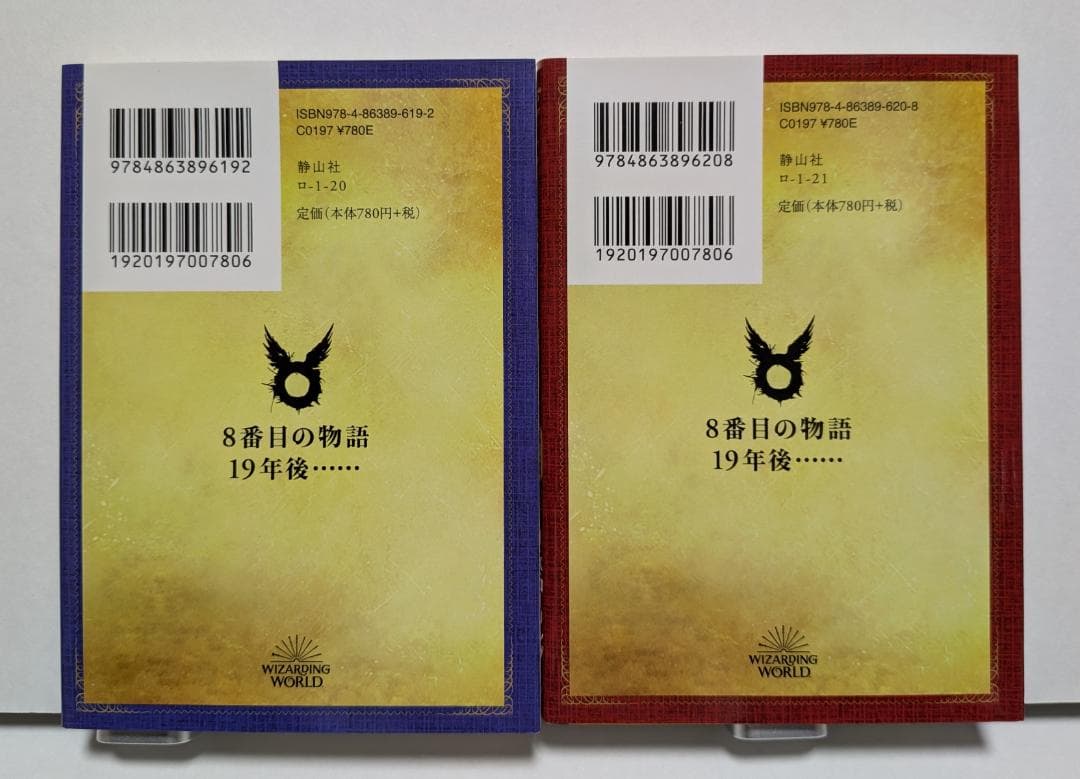 ISBN978-4-86389-619-2
C0197 ¥780E
9784863896192
静山社
ロ-1-20
定価(本体780円+税)
1920197007806
8番目の物語
19年後……
WIZARDING
WORLD
ISBN978-4-86389-620-8
C0197 ¥780E
9784863896208
静山社
ロ-1-21
定価(本体780円+税)
1920197007806
8番目の物語
19年後……
WIZARDING
WORLD